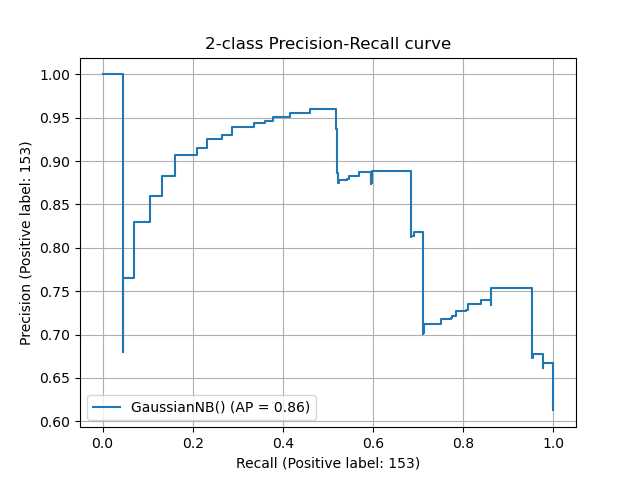 2-class Precision-Recall curve
Precision (Positive label: 153)
1.00
0.95
0.90
0.85
0.80
0.75
0.70
0.65
0.60
GaussianNB() (AP = 0.86)
0.0 0.2 0.4 0.6 0.8 1.0
Recall (Positive label: 153)